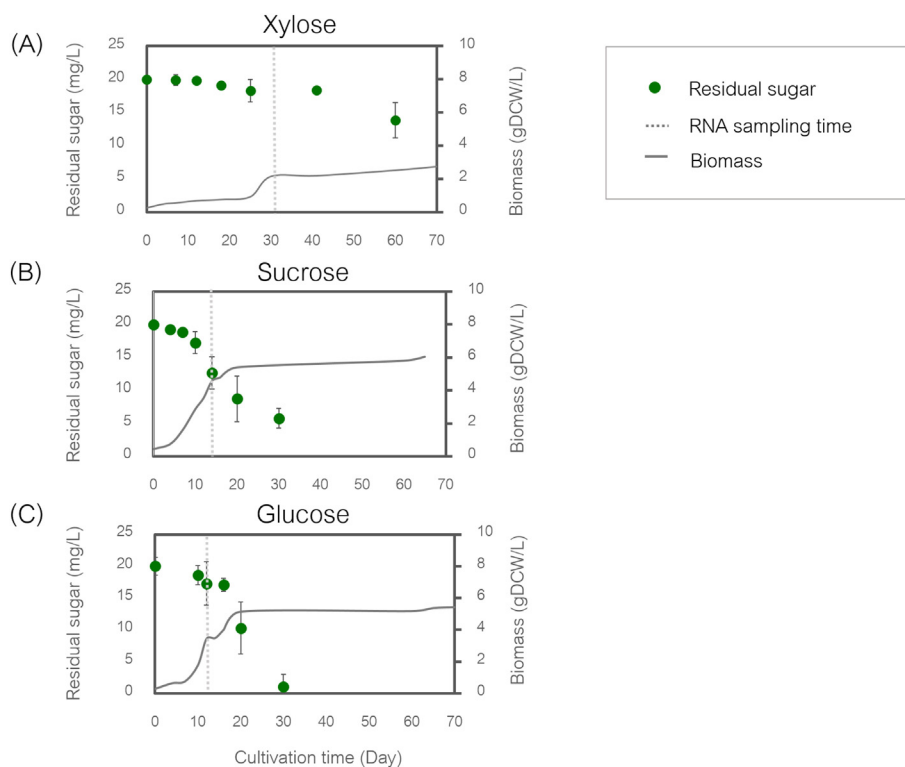 (A)
Xylose
Residual sugar (mg/L)
25
20
15
10
5
0
10
8
6
4
2
0
Biomass (gDCW/L)
0 10 20 30 40 50 60 70
Residual sugar
RNA sampling time
Biomass
(B)
Sucrose
Residual sugar (mg/L)
25
20
15
10
5
0
10
8
6
4
2
0
Biomass (gDCW/L)
0 10 20 30 40 50 60 70
(C)
Glucose
Residual sugar (mg/L)
25
20
15
10
5
0
10
8
6
4
2
0
Biomass (gDCW/L)
0 10 20 30 40 50 60 70
Cultivation time (Day)